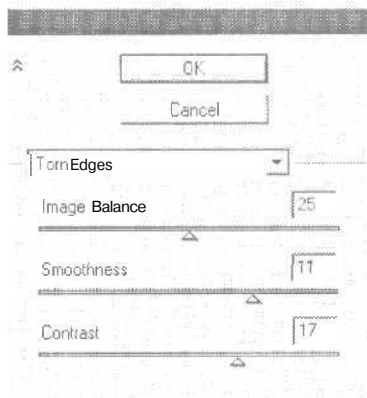 OK
Cancel
Torn Edges
Image Balance 25
Smoothness 11
Contrast 17